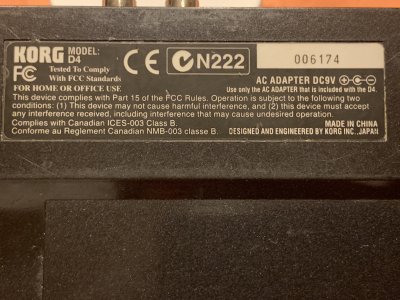 KORG MODEL: D4
FC Tested To Comply With FCC Standards
FOR HOME OR OFFICE USE
CE N222 006174
AC ADAPTER DC9V
Use only the AC ADAPTER that is included with the D4.
This device complies with Part 15 of the FCC Rules. Operation is subject to the following two
conditions: (1) This device may not cause harmful interference, and (2) this device must accept
any interference received, including interference that may cause undesired operation.
Complies with Canadian ICES-003 Class B.
Conforme au Reglement Canadien NMB-003 classe B.
MADE IN CHINA
DESIGNED AND ENGINEERED BY KORG INC. JAPAN